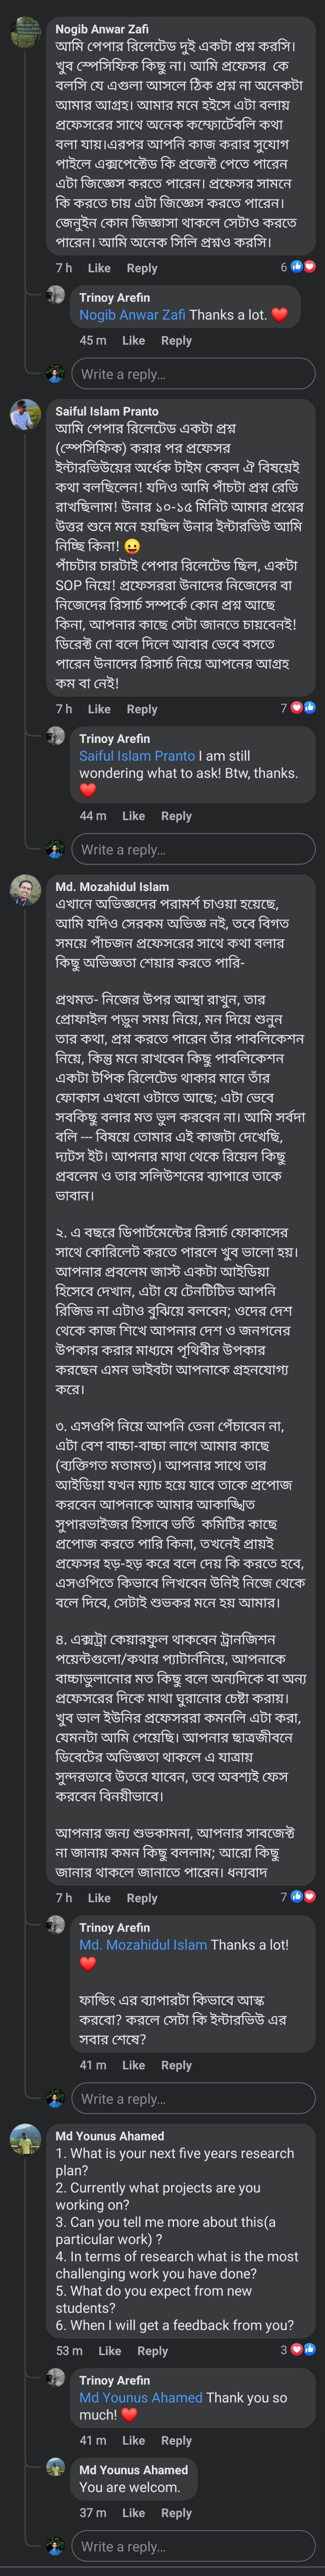 Nogib Anwar Zafi
আমি পেপার রিলেটেড দুই একটা প্রশ্ন করসি।
খুব স্পেসিফিক কিছু না। আমি প্রফেসর কে
বলসি যে এগুলা আসলে ঠিক প্রশ্ন না অনেকটা
আমার আগ্রহ। আমার মনে হইসে এটা বলায়
প্রফেসরের সাথে অনেক কম্ফোর্টেবলি কথা
বলা যায়।এরপর আপনি কাজ করার সুযোগ
পাইলে এক্সপেক্টেড কি প্রজেক্ট পেতে পারেন
এটা জিজ্ঞেস করতে পারেন। প্রফেসর সামনে
কি করতে চায় এটা জিজ্ঞেস করতে পারেন।
জেনুইন কোন জিজ্ঞাসা থাকলে সেটাও করতে
পারেন। আমি অনেক সিলি প্রশ্নও করসি।
7 h Like Reply 6
Trinoy Arefin
Nogib Anwar Zafi Thanks a lot. ❤️
45 m Like Reply
Write a reply...
Saiful Islam Pranto
আমি পেপার রিলেটেড একটা প্রশ্ন
(স্পেসিফিক) করার পর প্রফেসর
ইন্টারভিউয়ের অর্ধেক টাইম কেবল ঐ বিষয়েই
কথা বলছিলেন! যদিও আমি পাঁচটা প্রশ্ন রেডি
রাখছিলাম! উনার ১০-১৫ মিনিট আমার প্রশ্নের
উত্তর শুনে মনে হয়ছিল উনার ইন্টারভিউ আমি
নিচ্ছি কিনা! 😜
পাঁচটার চারটাই পেপার রিলেটেড ছিল, একটা
SOP নিয়ে! প্রফেসররা উনাদের নিজেদের বা
নিজেদের রিসার্চ সম্পর্কে কোন প্রশ্ন আছে
কিনা, আপনার কাছে সেটা জানতে চায়বেনই!
ডিরেক্ট নো বলে দিলে আবার ভেবে বসতে
পারেন উনাদের রিসার্চ নিয়ে আপনের আগ্রহ
কম বা নেই!
7 h Like Reply 7
Trinoy Arefin
Saiful Islam Pranto I am still
wondering what to ask! Btw, thanks.
❤️
44 m Like Reply
Write a reply...
Md. Mozahidul Islam
এখানে অভিজ্ঞদের পরামর্শ চাওয়া হয়েছে,
আমি যদিও সেরকম অভিজ্ঞ নই, তবে বিগত
সময়ে পাঁচজন প্রফেসরের সাথে কথা বলার
কিছু অভিজ্ঞতা শেয়ার করতে পারি-
প্রথমত- নিজের উপর আস্থা রাখুন, তার
প্রোফাইল পড়ুন সময় নিয়ে, মন দিয়ে শুনুন
তার কথা, প্রশ্ন করতে পারেন তাঁর পাবলিকেশন
নিয়ে, কিন্তু মনে রাখবেন কিছু পাবলিকেশন
একটা টপিক রিলেটেড থাকার মানে তাঁর
ফোকাস এখনো ওটাতে আছে; এটা ভেবে
সবকিছু বলার মত ভুল করবেন না। আমি সর্বদা
বলি --- বিষয়ে তোমার এই কাজটা দেখেছি,
দ্যটস ইট। আপনার মাথা থেকে রিয়েল কিছু
প্রবলেম ও তার সলিউশনের ব্যাপারে তাকে
ভাবান।
২. এ বছরে ডিপার্টমেন্টের রিসার্চ ফোকাসের
সাথে কোরিলেট করতে পারলে খুব ভালো হয়।
আপনার প্রবলেম জাস্ট একটা আইডিয়া
হিসেবে দেখান, এটা যে টেনটিটিভ আপনি
রিজিড না এটাও বুঝিয়ে বলবেন; ওদের দেশ
থেকে কাজ শিখে আপনার দেশ ও জনগনের
উপকার করার মাধ্যমে পৃথিবীর উপকার
করছেন এমন ভাইবটা আপনাকে গ্রহনযোগ্য
করে।
৩. এসওপি নিয়ে আপনি তেনা পেঁচাবেন না,
এটা বেশ বাচ্চা-বাচ্চা লাগে আমার কাছে
(ব্যক্তিগত মতামত)। আপনার সাথে তার
আইডিয়া যখন ম্যাচ হয়ে যাবে তাকে প্রপোজ
করবেন আপনাকে আমার আকাঙ্খিত
সুপারভাইজর হিসাবে ভর্তি কমিটির কাছে
প্রপোজ করতে পারি কিনা, তখনেই প্রায়ই
প্রফেসর হড়-হড় করে বলে দেয় কি করতে হবে,
এসওপিতে কিভাবে লিখবেন উনিই নিজে থেকে
বলে দিবে, সেটাই শুভকর মনে হয় আমার।
৪. এক্সট্রা কেয়ারফুল থাকবেন ট্রানজিশন
পয়েন্টগুলো/কথার প্যাটার্ননিয়ে, আপনাকে
বাচ্চাভুলানোর মত কিছু বলে অন্যদিকে বা অন্য
প্রফেসরের দিকে মাথা ঘুরানোর চেষ্টা করায়।
খুব ভাল ইউনির প্রফেসররা কমনলি এটা করা,
যেমনটা আমি পেয়েছি। আপনার ছাত্রজীবনে
ডিবেটের অভিজ্ঞতা থাকলে এ যাত্রায়
সুন্দরভাবে উতরে যাবেন, তবে অবশ্যই ফেস
করবেন বিনয়ীভাবে।
আপনার জন্য শুভকামনা, আপনার সাবজেক্ট
না জানায় কমন কিছু বললাম; আরো কিছু
জানার থাকলে জানাতে পারেন। ধন্যবাদ
7 h Like Reply 7
Trinoy Arefin
Md. Mozahidul Islam Thanks a lot!
❤️
ফান্ডিং এর ব্যাপারটা কিভাবে আস্ক
করবো? করলে সেটা কি ইন্টারভিউ এর
সবার শেষে?
41 m Like Reply
Write a reply...
Md Younus Ahamed
1. What is your next five years research
plan?
2. Currently what projects are you
working on?
3. Can you tell me more about this(a
particular work) ?
4. In terms of research what is the most
challenging work you have done?
5. What do you expect from new
students?
6. When I will get a feedback from you?
53 m Like Reply 3
Trinoy Arefin
Md Younus Ahamed Thank you so
much! ❤️
41 m Like Reply
Md Younus Ahamed
You are welcom.
37 m Like Reply
Write a reply...